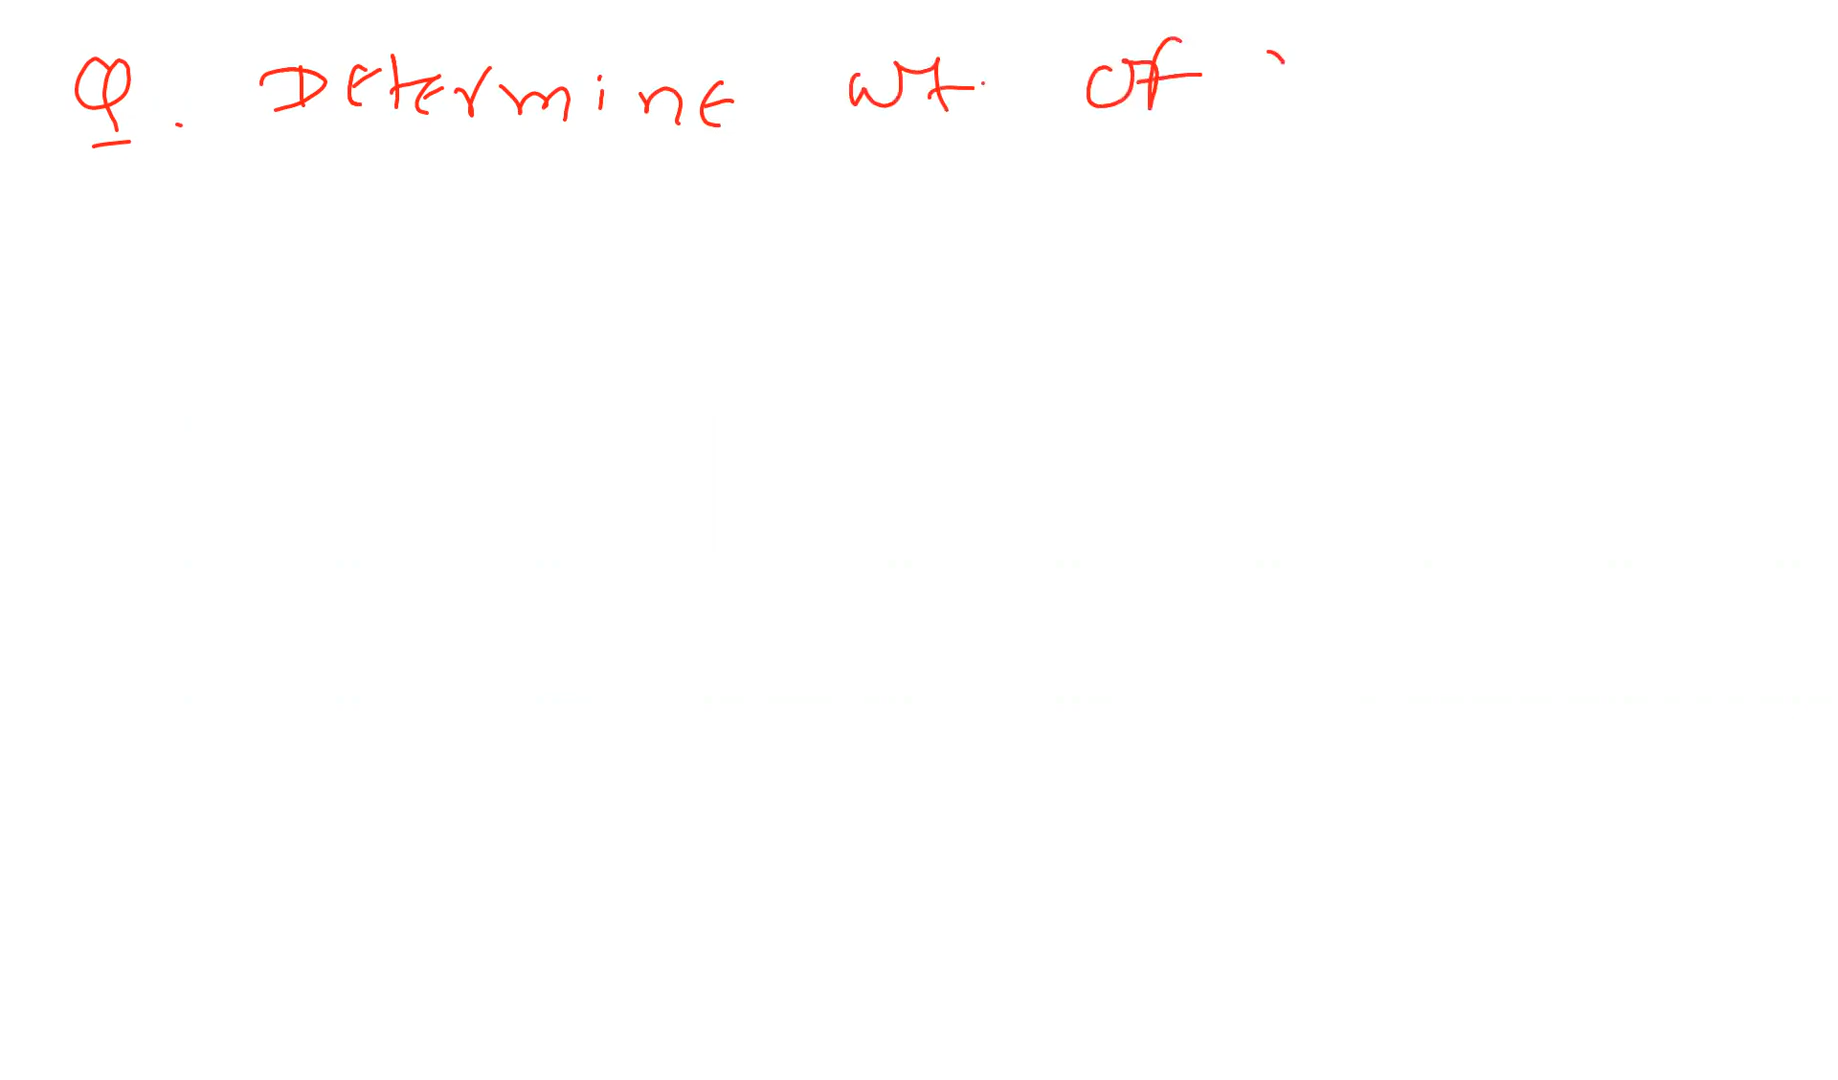 Q. Determine wt. of